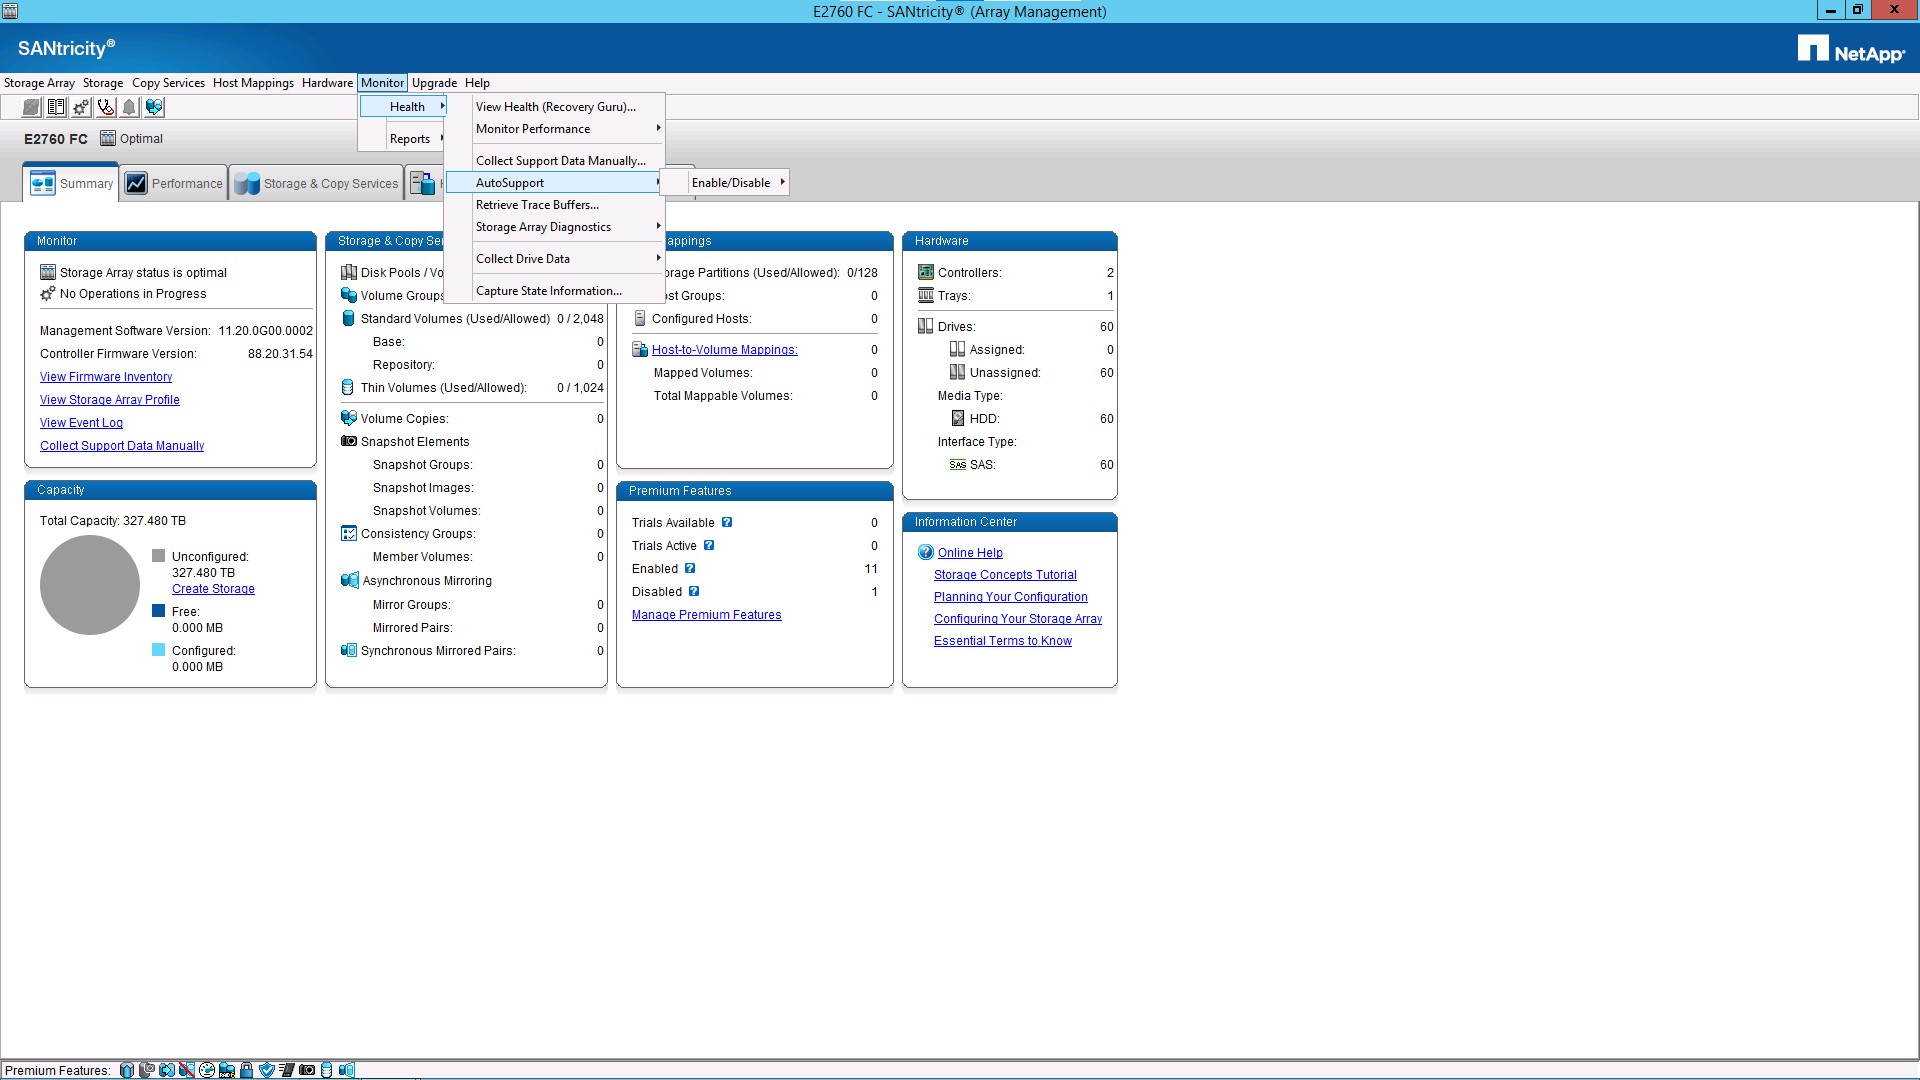 E2760 FC - SANtricity® (Array Management)
SANtricity®
NetApp®
Storage Array Storage Copy Services Host Mappings Hardware Monitor Upgrade Help
Health
Reports
View Health (Recovery Guru)...
Monitor Performance
Collect Support Data Manually...
AutoSupport
Enable/Disable
Retrieve Trace Buffers...
Storage Array Diagnostics
Collect Drive Data
Capture State Information...
E2760 FC Optimal
Summary Performance Storage & Copy Services
Monitor
Storage Array status is optimal
No Operations in Progress
Management Software Version: 11.20.0G00.0002
Controller Firmware Version: 88.20.31.54
View Firmware Inventory
View Storage Array Profile
View Event Log
Collect Support Data Manually
Capacity
Total Capacity: 327.480 TB
Unconfigured:
327.480 TB
Create Storage
Free:
0.000 MB
Configured:
0.000 MB
Storage & Copy Ser
Disk Pools / Vo
Volume Groups
Standard Volumes (Used/Allowed) 0 / 2,048
Base: 0
Repository: 0
Thin Volumes (Used/Allowed): 0 / 1,024
Volume Copies: 0
Snapshot Elements
Snapshot Groups: 0
Snapshot Images: 0
Snapshot Volumes: 0
Consistency Groups: 0
Member Volumes: 0
Asynchronous Mirroring
Mirror Groups: 0
Mirrored Pairs: 0
Synchronous Mirrored Pairs: 0
appings
orage Partitions (Used/Allowed): 0/128
st Groups: 0
Configured Hosts: 0
Host-to-Volume Mappings: 0
Mapped Volumes: 0
Total Mappable Volumes: 0
Premium Features
Trials Available ? 0
Trials Active ? 0
Enabled ? 11
Disabled ? 1
Manage Premium Features
Hardware
Controllers: 2
Trays: 1
Drives: 60
Assigned: 0
Unassigned: 60
Media Type:
HDD: 60
Interface Type:
SAS SAS: 60
Information Center
? Online Help
Storage Concepts Tutorial
Planning Your Configuration
Configuring Your Storage Array
Essential Terms to Know
Premium Features: